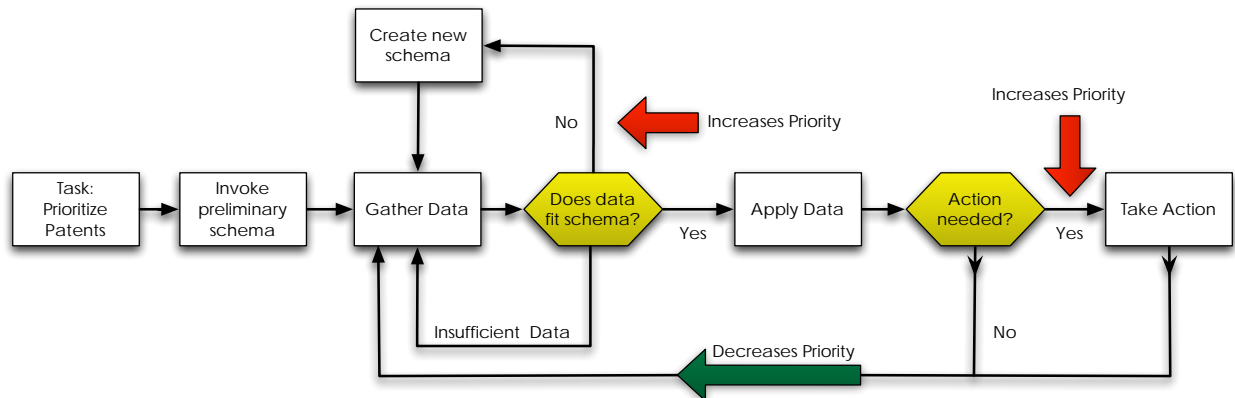 Create new
schema
Increases Priority
No
Increases Priority
Task:
Prioritize
Patents
Invoke
preliminary
schema
Gather Data
Does data
fit schema?
Yes
Apply Data
Action
needed?
Yes
Take Action
Insufficient Data
No
Decreases Priority